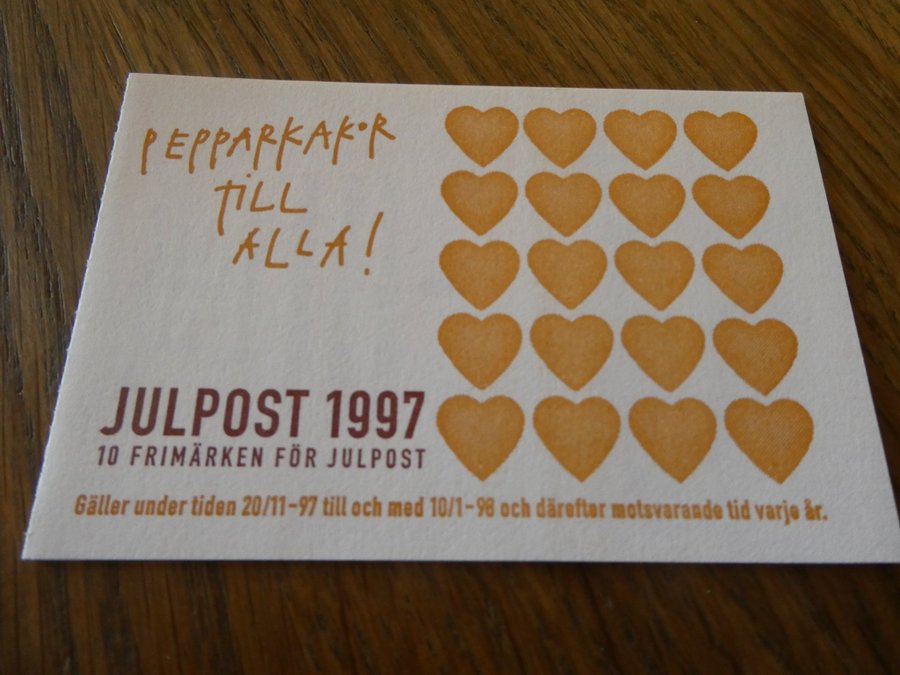 PEPPARKAKOR
TILL
ALLA!
JULPOST 1997
10 FRIMÄRKEN FÖR JULPOST
Gäller under tiden 20/11-97 till och med 10/1-98 och därefter motsvarande tid varje år.